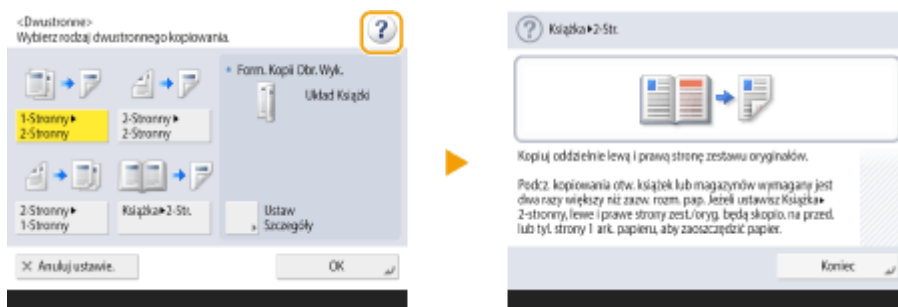 <Dwustronne>
Wybierz rodzaj dwustronnego kopiowania.
?
Form. Kopii Obr. Wyk.
Układ Książki
1-Stronny▸
2-Stronny
2-Stronny▸
2-Stronny
2-Stronny▸
1-Stronny
Książka▸2-Str.
Ustaw
Szczegóły
× Anuluj ustawie.
OK
? Książka▸2-Str.
Kopiuj oddzielnie lewą i prawą stronę zestawu oryginałów.
Podcz. kopiowania otw. książek lub magazynów wymagany jest
dwa razy większy niż zazw. rozm. pap. Jeżeli ustawisz Książka▸
2-stronny, lewe i prawe strony zest./oryg. będą skopio. na przed.
lub tyl. strony 1 ark. papieru, aby zaoszczędzić papier.
Koniec